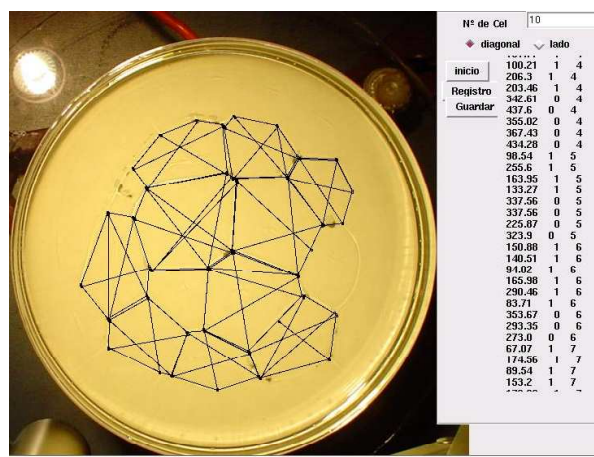 Nº de Cel 10
diagonal lado
inicio
Registro
Guardar
100.21 1 4
206.3 1 4
203.46 1 4
342.61 0 4
437.6 0 4
355.02 0 4
367.43 0 4
434.28 0 4
98.54 1 5
255.6 1 5
163.95 1 5
133.27 1 5
337.56 0 5
337.56 0 5
225.87 0 5
323.9 0 5
150.88 1 6
140.51 1 6
94.02 1 6
165.98 1 6
290.46 1 6
83.71 1 6
353.67 0 6
293.35 0 6
273.0 0 6
67.07 1 7
174.56 1 7
89.54 1 7
153.2 1 7